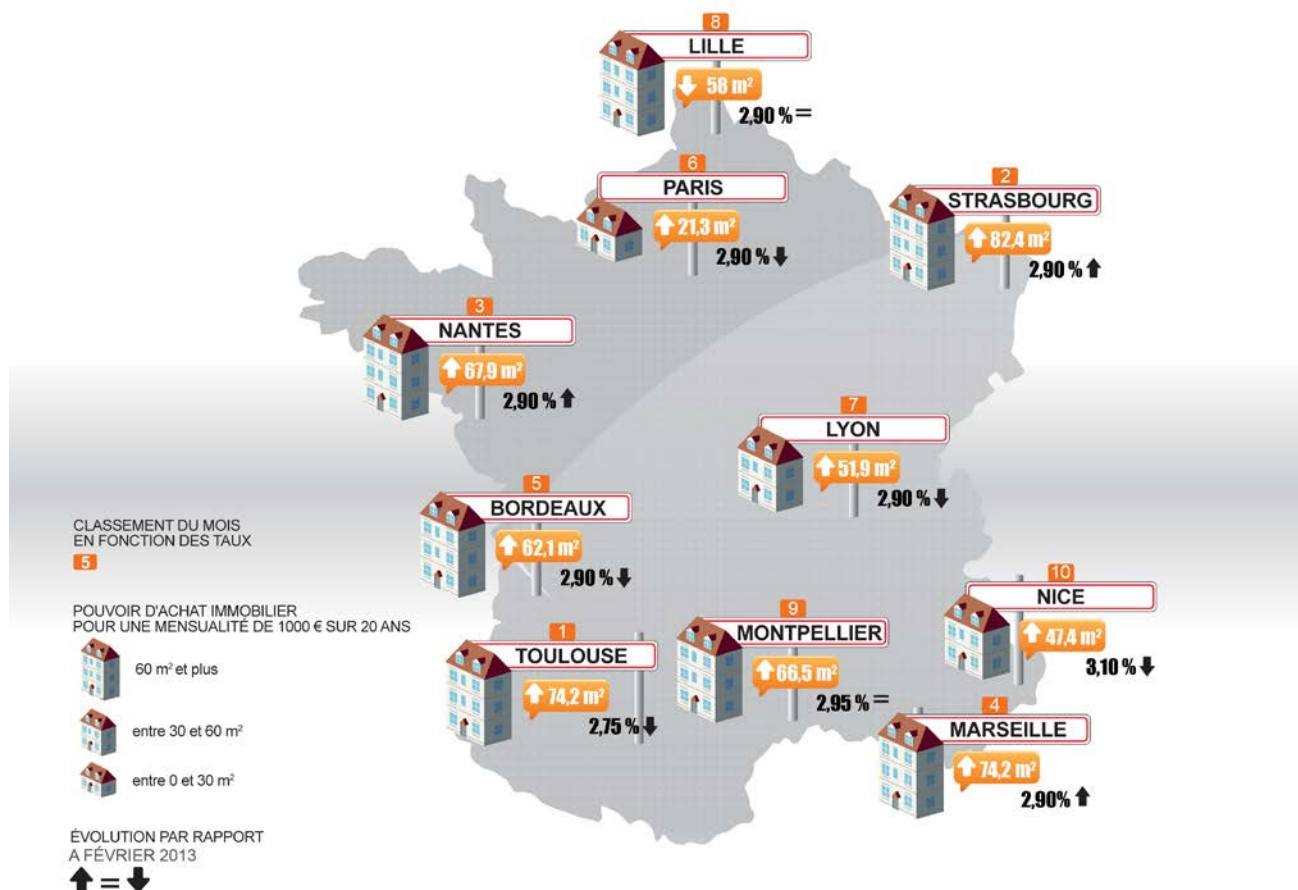 8
LILLE
58 m²
2,90 % =
6
PARIS
21,3 m²
2,90 %
2
STRASBOURG
82,4 m²
2,90 %
3
NANTES
67,9 m²
2,90 %
7
LYON
51,9 m²
2,90 %
5
BORDEAUX
62,1 m²
2,90 %
10
NICE
47,4 m²
3,10 %
9
MONTPELLIER
66,5 m²
2,95 % =
1
TOULOUSE
74,2 m²
2,75 %
4
MARSEILLE
74,2 m²
2,90%
CLASSEMENT DU MOIS
EN FONCTION DES TAUX
5
POUVOIR D'ACHAT IMMOBILIER
POUR UNE MENSUALITÉ DE 1000 € SUR 20 ANS
60 m² et plus
entre 30 et 60 m²
entre 0 et 30 m²
ÉVOLUTION PAR RAPPORT
A FÉVRIER 2013
=